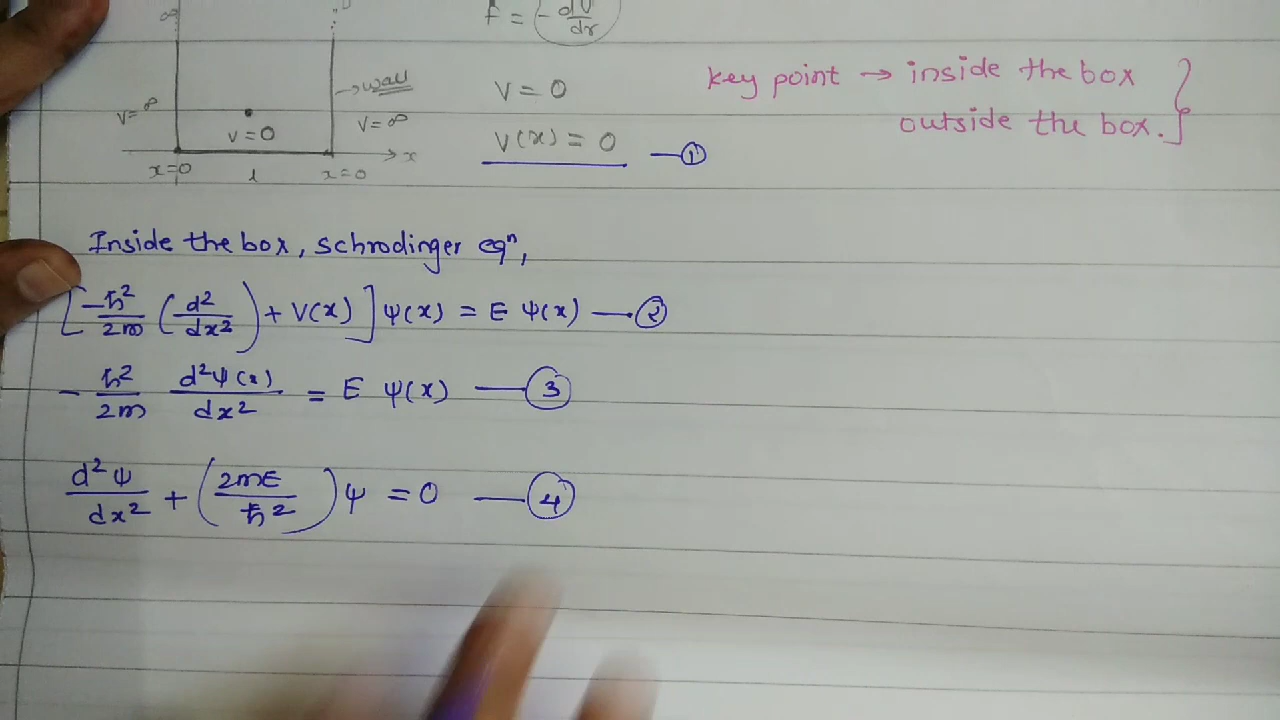 ∞
F = - dV/dr
→ wall
V = 0
key point → inside the box
V=∞
V=0
V=∞
V(x) = 0 — ①
outside the box.
x=0
l
x=0
→ x
Inside the box, schrodinger eqⁿ,
[-ħ²/2m (d²/dx²) + V(x)] ψ(x) = E ψ(x) — ②
- ħ²/2m d²ψ(x)/dx² = E ψ(x) — ③
d²ψ/dx² + (2mE/ħ²) ψ = 0 — ④